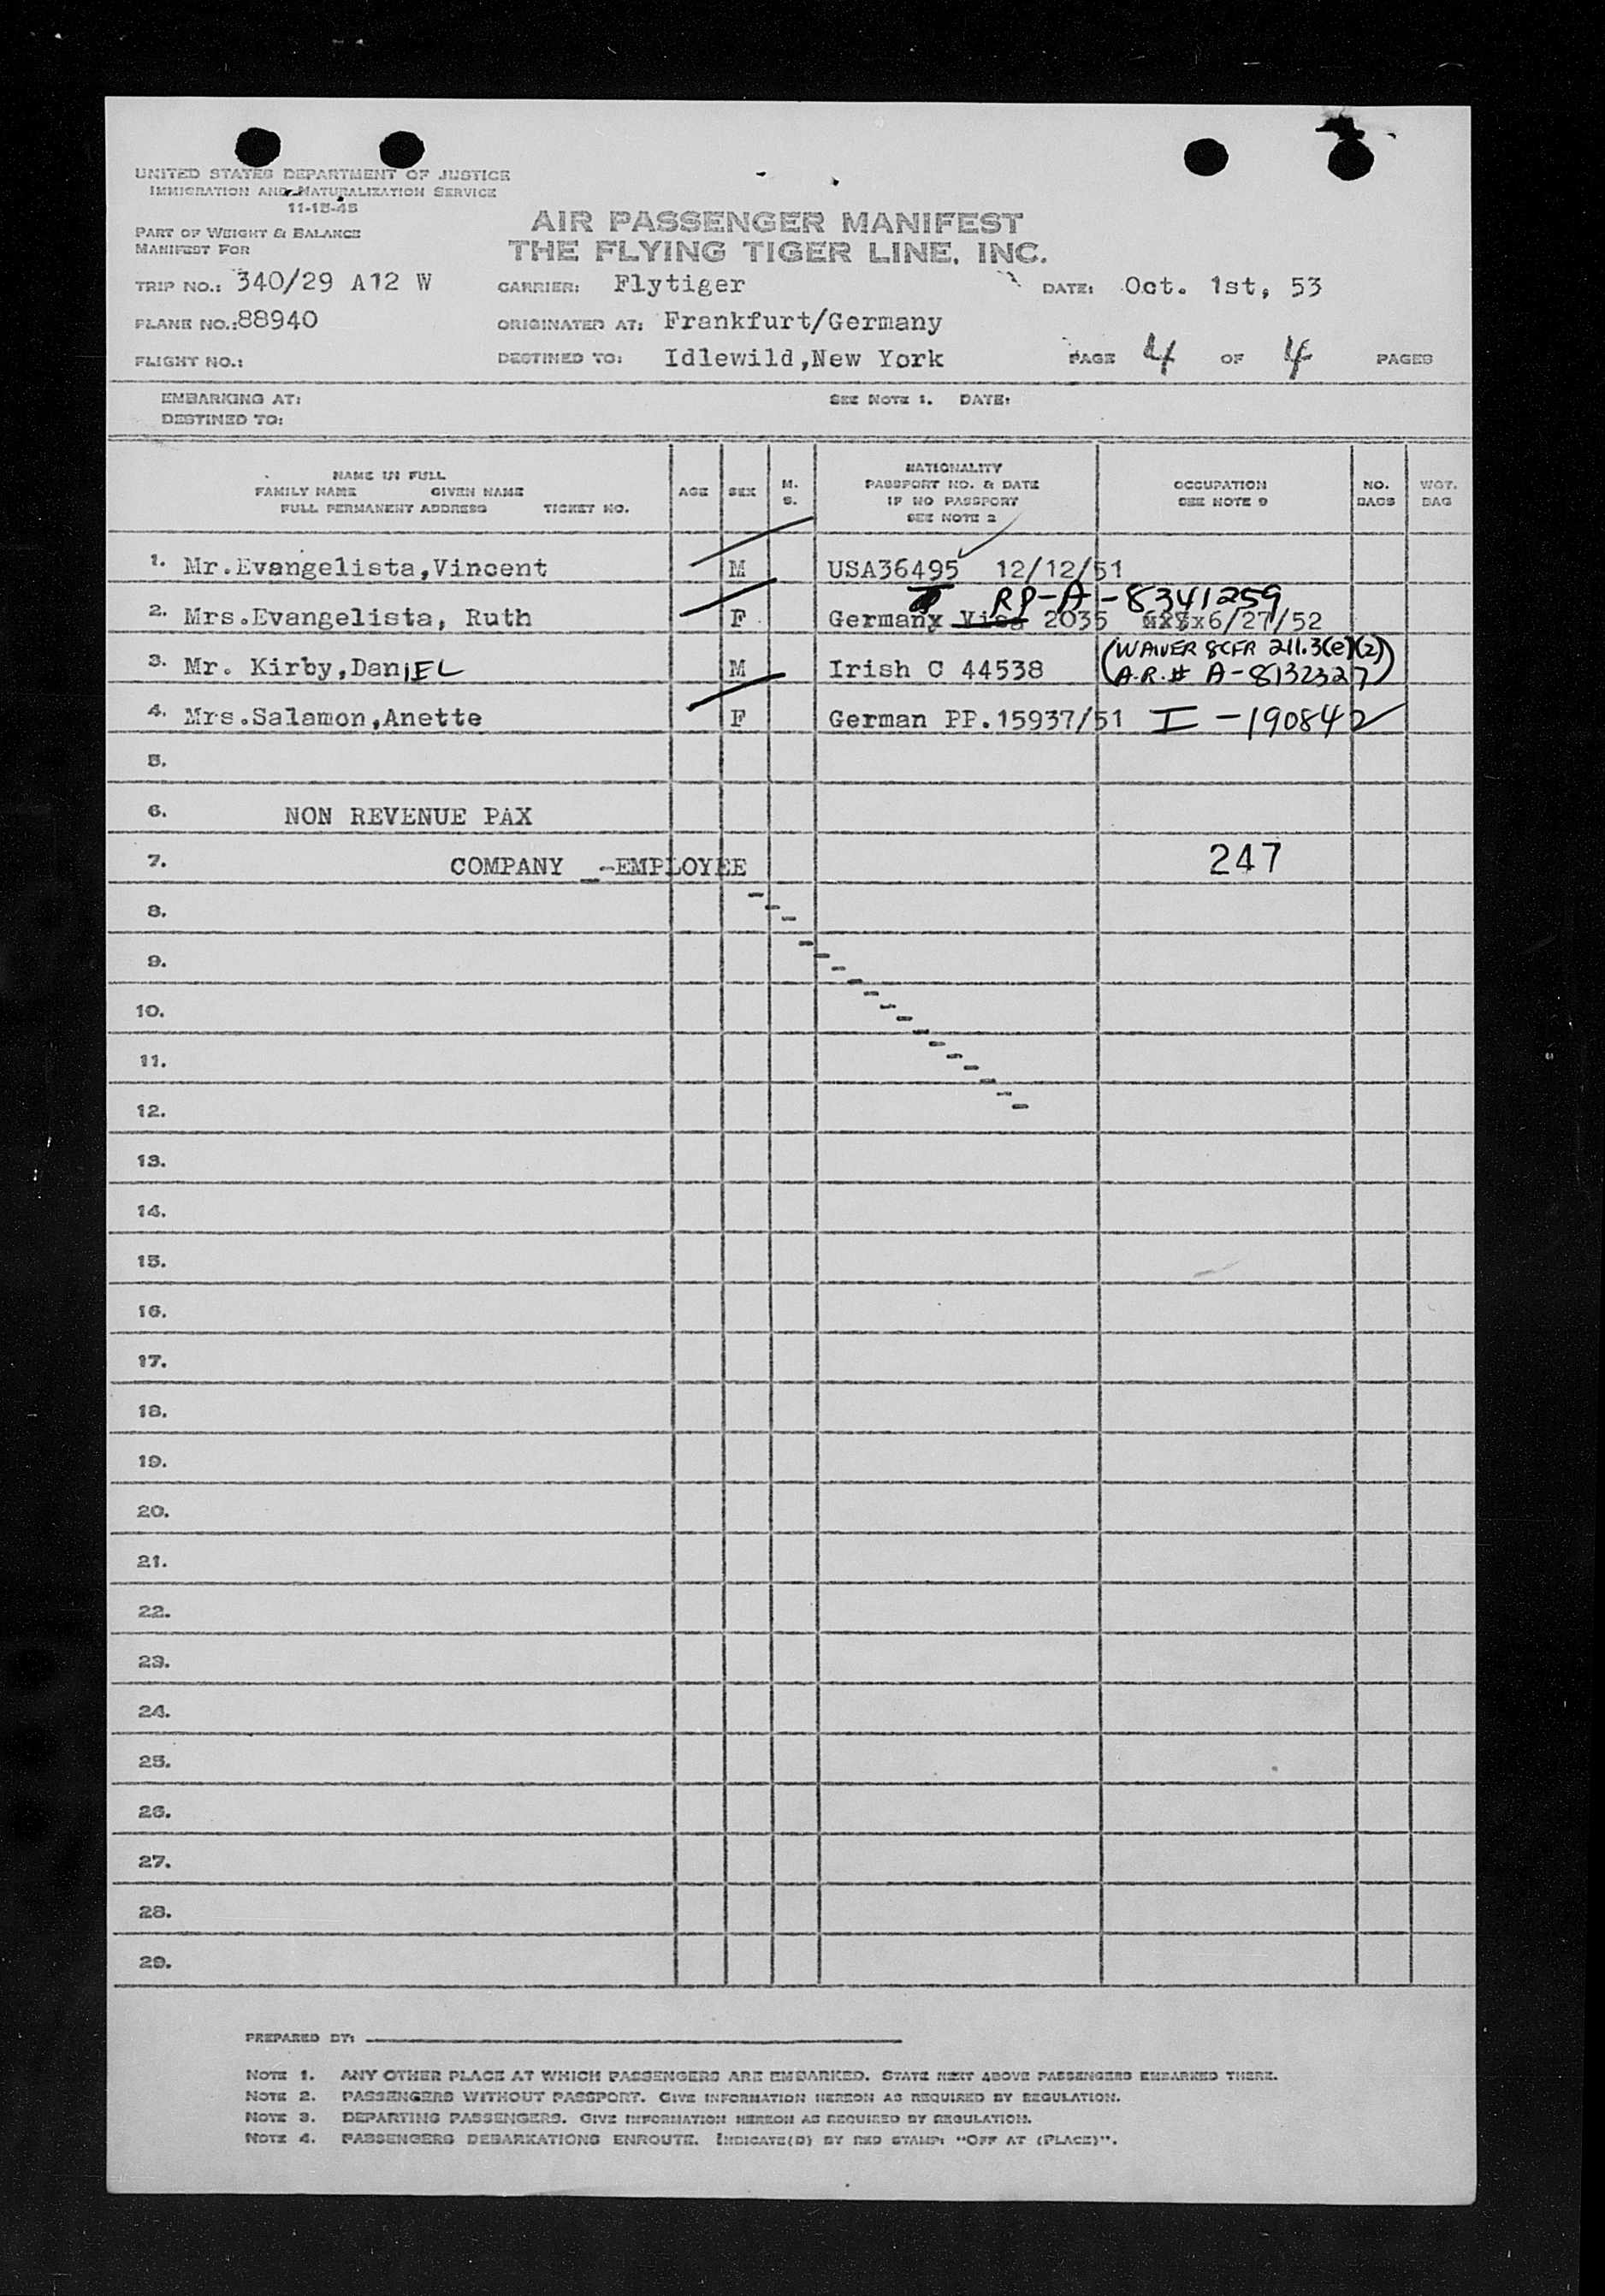 UNITED STATES DEPARTMENT OF JUSTICE
IMMIGRATION AND NATURALIZATION SERVICE
11-15-45
PART OF WEIGHT & BALANCE
MANIFEST FOR
AIR PASSENGER MANIFEST
THE FLYING TIGER LINE, INC.
TRIP NO.: 340/29 A12 W CARRIER: Flytiger DATE: Oct. 1st, 53
PLANE NO.:88940 ORIGINATED AT: Frankfurt/Germany
FLIGHT NO.: DESTINED TO: Idlewild,New York PAGE 4 OF 4 PAGES
EMBARKING AT: SEE NOTE 1. DATE:
DESTINED TO:
NAME IN FULL
FAMILY NAME GIVEN NAME
FULL PERMANENT ADDRESS TICKET NO.
AGE SEX M. S.
NATIONALITY
PASSPORT NO. & DATE
IF NO PASSPORT
SEE NOTE 2
OCCUPATION
SEE NOTE 9
NO. BAGS
WGT. BAG
1. Mr.Evangelista,Vincent M USA36495 12/12/51
RP-A-8341259
2. Mrs.Evangelista, Ruth F Germany Visa 2035 6/27/52
(WAIVER 8CFR 211.3(e)(2))
3. Mr. Kirby,DanIEL M Irish C 44538 (A.R.# A-8132327)
4. Mrs.Salamon,Anette F German PP.15937/51 I-190842
5.
6. NON REVENUE PAX
7. COMPANY --EMPLOYEE 247
8.
9.
10.
11.
12.
13.
14.
15.
16.
17.
18.
19.
20.
21.
22.
23.
24.
25.
26.
27.
28.
29.
PREPARED BY:
NOTE 1. ANY OTHER PLACE AT WHICH PASSENGERS ARE EMBARKED. STATE NEXT ABOVE PASSENGERS EMBARKED THERE.
NOTE 2. PASSENGERS WITHOUT PASSPORT. GIVE INFORMATION HEREON AS REQUIRED BY REGULATION.
NOTE 3. DEPARTING PASSENGERS. GIVE INFORMATION HEREON AS REQUIRED BY REGULATION.
NOTE 4. PASSENGERS DEBARKATIONS ENROUTE. INDICATE(D) BY RED STAMP: "OFF AT (PLACE)".